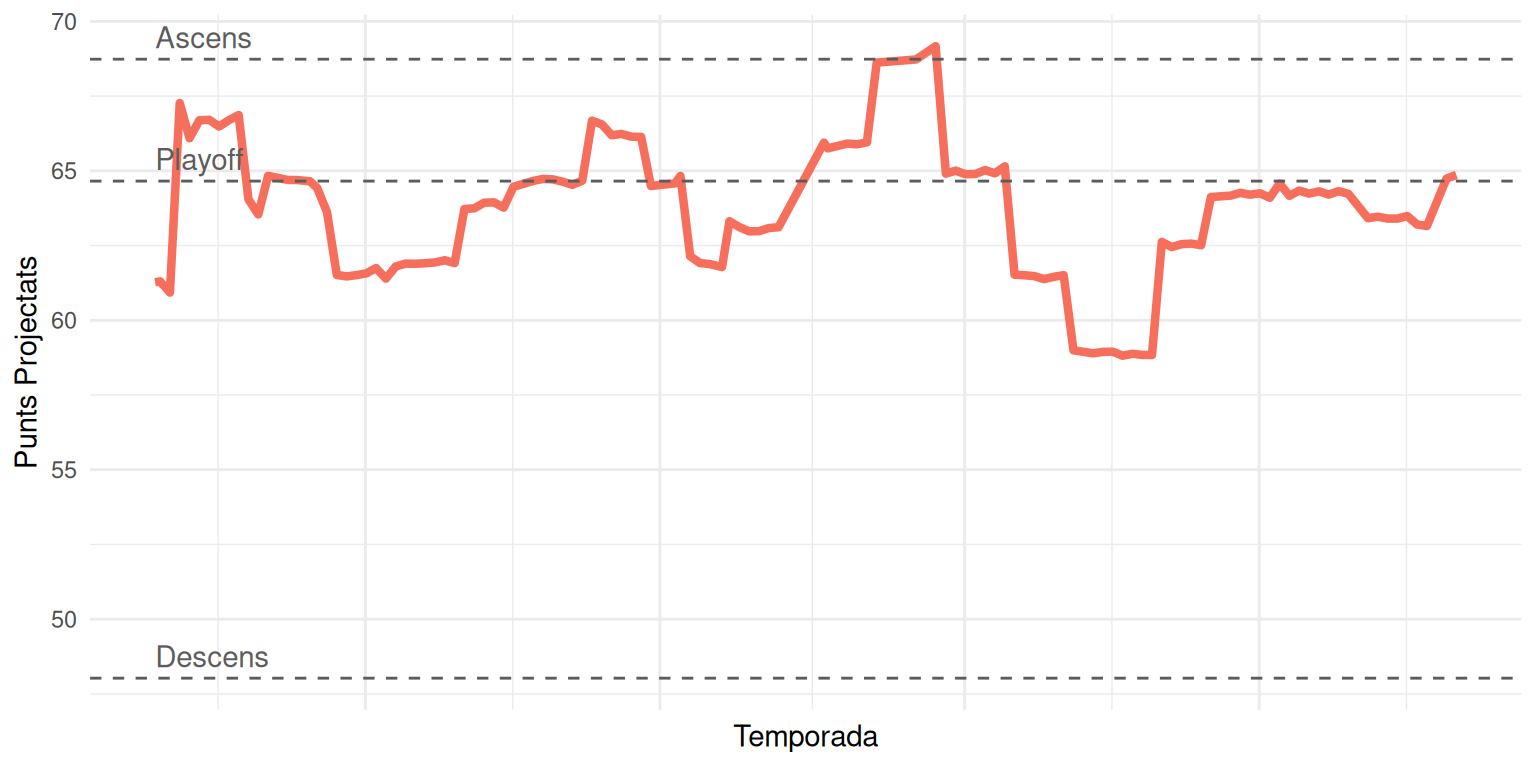 70
Ascens
Playoff
65
60
55
50
Descens
Punts Projectats
Temporada